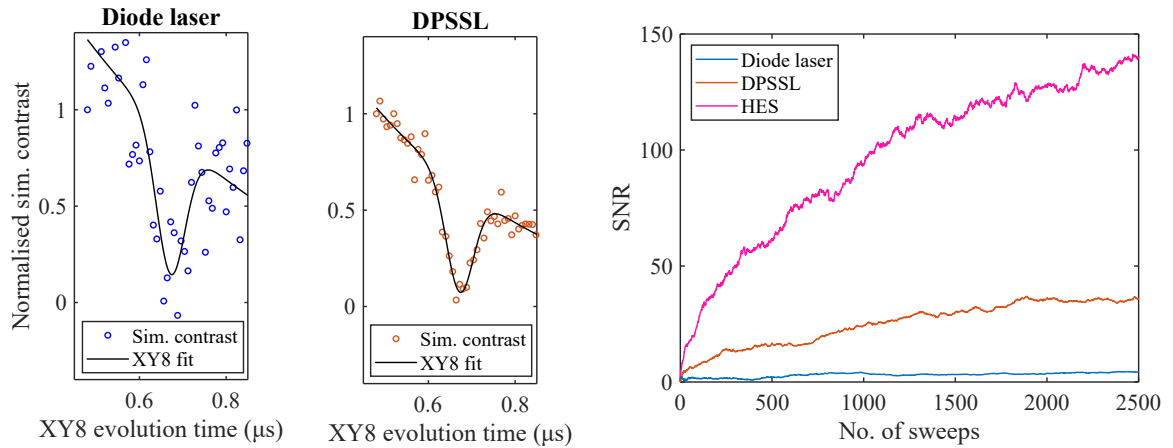 Diode laser
Normalised sim. contrast
1
0.5
0
Sim. contrast
XY8 fit
0.6
0.8
XY8 evolution time (μs)
DPSSL
1
0.5
0
Sim. contrast
XY8 fit
0.6
0.8
XY8 evolution time (μs)
150
100
50
0
SNR
Diode laser
DPSSL
HES
0
500
1000
1500
2000
2500
No. of sweeps